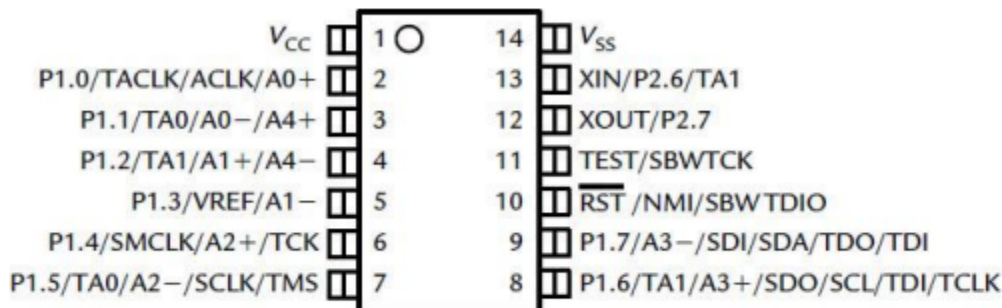 V_CC 1 14 V_SS
P1.0/TACLK/ACLK/A0+ 2 13 XIN/P2.6/TA1
P1.1/TA0/A0−/A4+ 3 12 XOUT/P2.7
P1.2/TA1/A1+/A4− 4 11 TEST/SBWTCK
P1.3/VREF/A1− 5 10 R̅S̅T̅/NMI/SBWTDIO
P1.4/SMCLK/A2+/TCK 6 9 P1.7/A3−/SDI/SDA/TDO/TDI
P1.5/TA0/A2−/SCLK/TMS 7 8 P1.6/TA1/A3+/SDO/SCL/TDI/TCLK